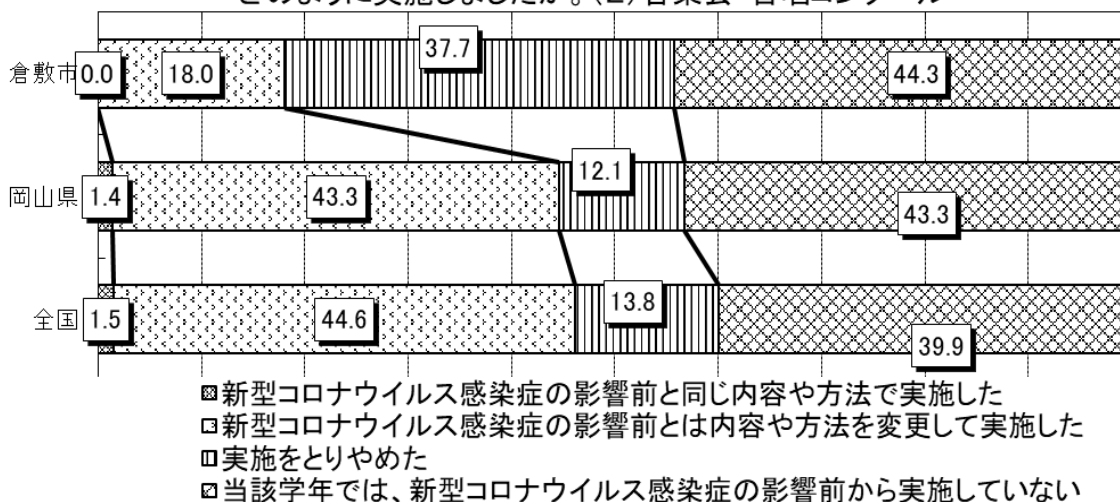 どのように実施しましたか。(2)音楽会・合唱コンクール
倉敷市 0.0 18.0 37.7 44.3
岡山県 1.4 43.3 12.1 43.3
全国 1.5 44.6 13.8 39.9
新型コロナウイルス感染症の影響前と同じ内容や方法で実施した
新型コロナウイルス感染症の影響前とは内容や方法を変更して実施した
実施をとりやめた
当該学年では、新型コロナウイルス感染症の影響前から実施していない